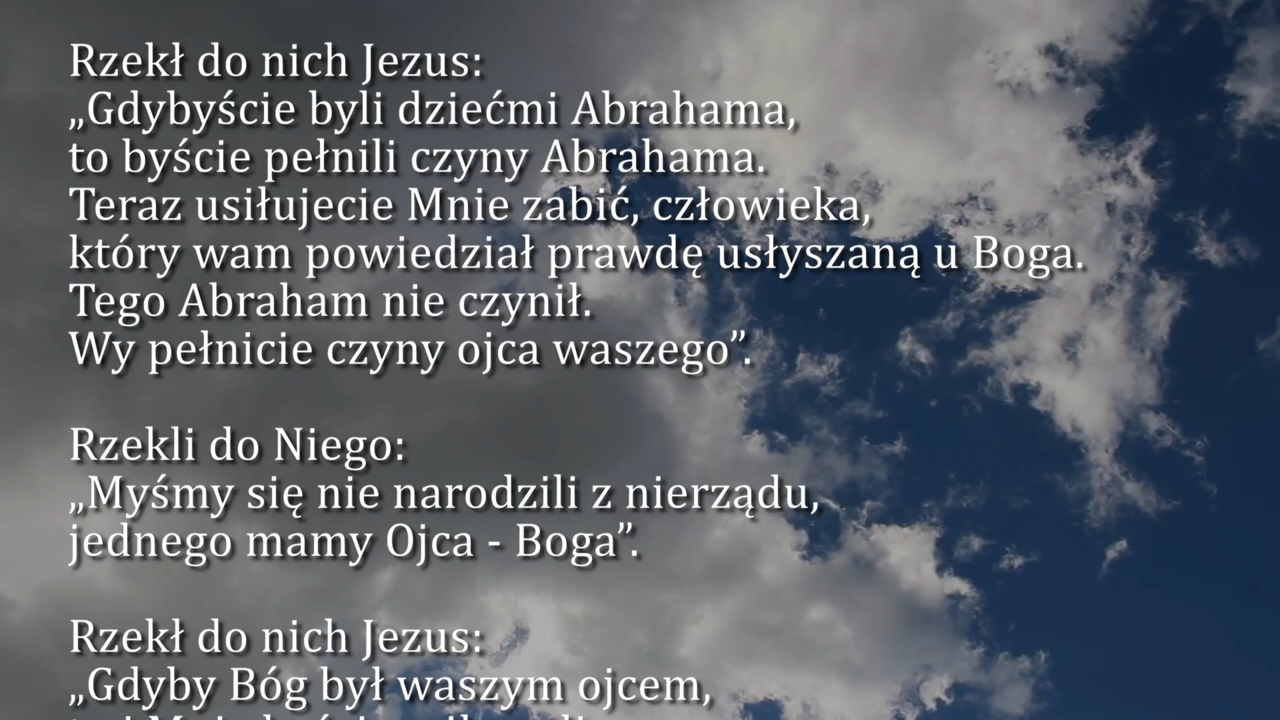 Rzekł do nich Jezus:
„Gdybyście byli dziećmi Abrahama,
to byście pełnili czyny Abrahama.
Teraz usiłujecie Mnie zabić, człowieka,
który wam powiedział prawdę usłyszaną u Boga.
Tego Abraham nie czynił.
Wy pełnicie czyny ojca waszego”.
Rzekli do Niego:
„Myśmy się nie narodzili z nierządu,
jednego mamy Ojca - Boga”.
Rzekł do nich Jezus:
„Gdyby Bóg był waszym ojcem,